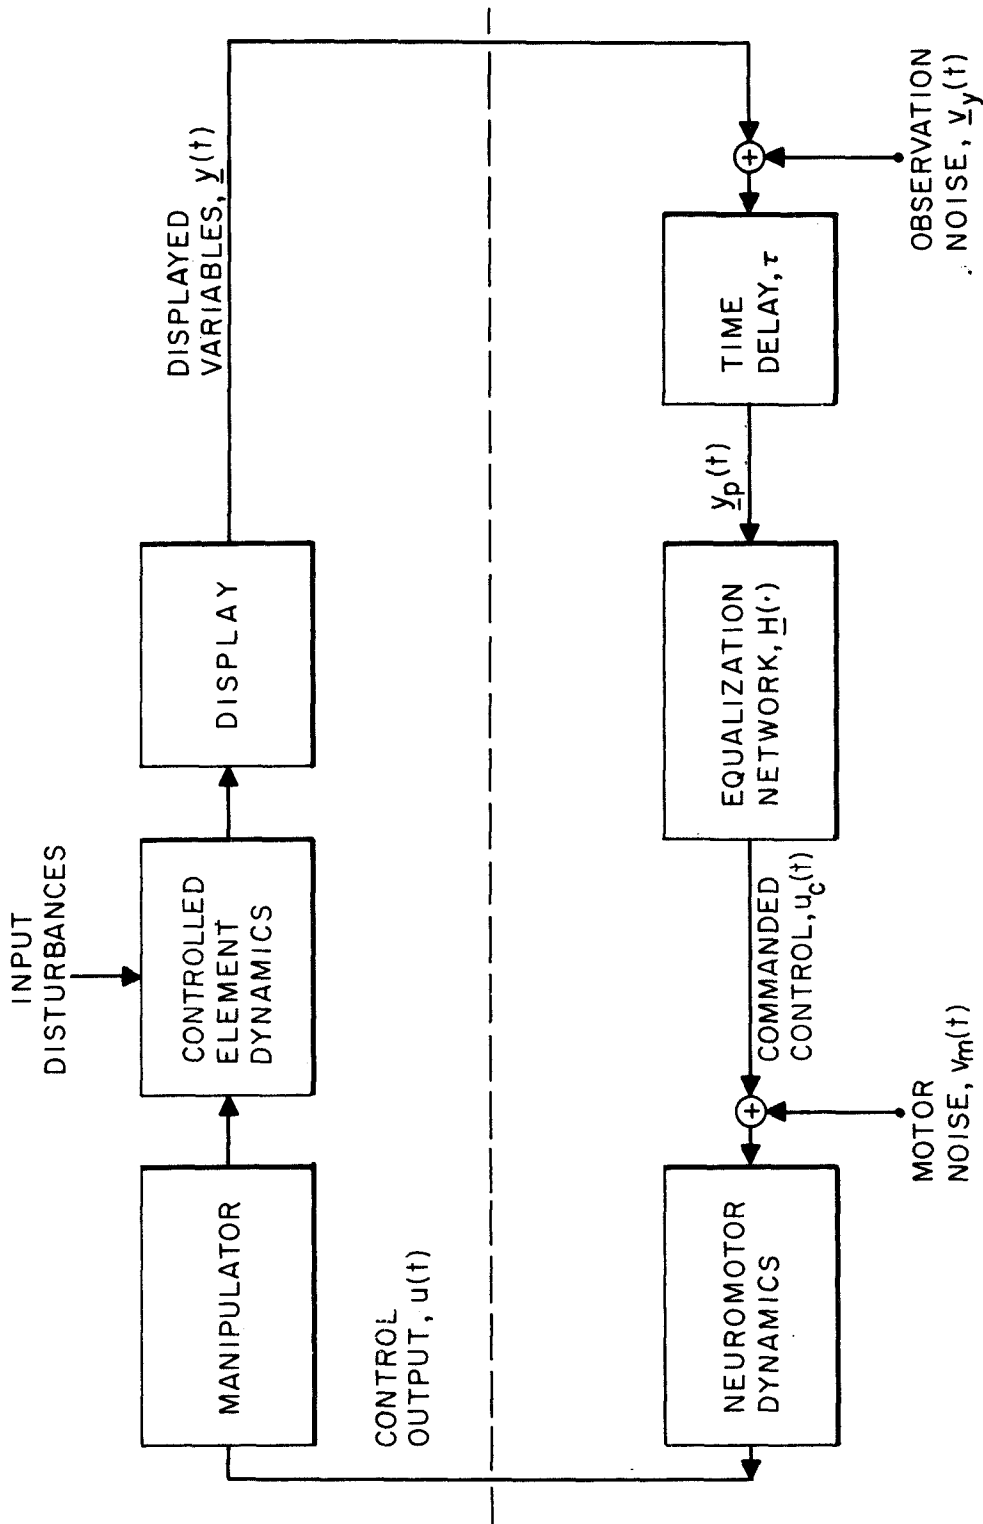 INPUT
DISTURBANCES
MANIPULATOR
CONTROLLED
ELEMENT
DYNAMICS
DISPLAY
DISPLAYED
VARIABLES, y(t)
CONTROL
OUTPUT, u(t)
NEUROMOTOR
DYNAMICS
+
COMMANDED
CONTROL, u_c(t)
EQUALIZATION
NETWORK, H(·)
y_p(t)
TIME
DELAY, τ
+
MOTOR
NOISE, v_m(t)
OBSERVATION
NOISE, v_y(t)